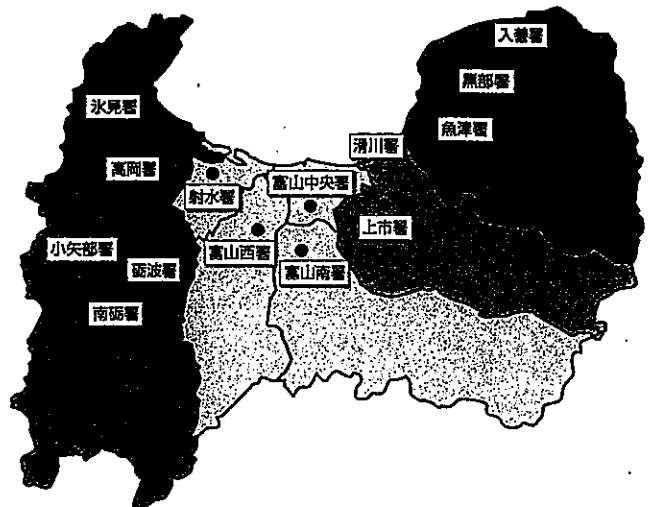 入善署
黒部署
氷見署
魚津署
滑川署
高岡署
富山中央署
射水署
上市署
小矢部署
富山西署
砺波署
富山南署
南砺署